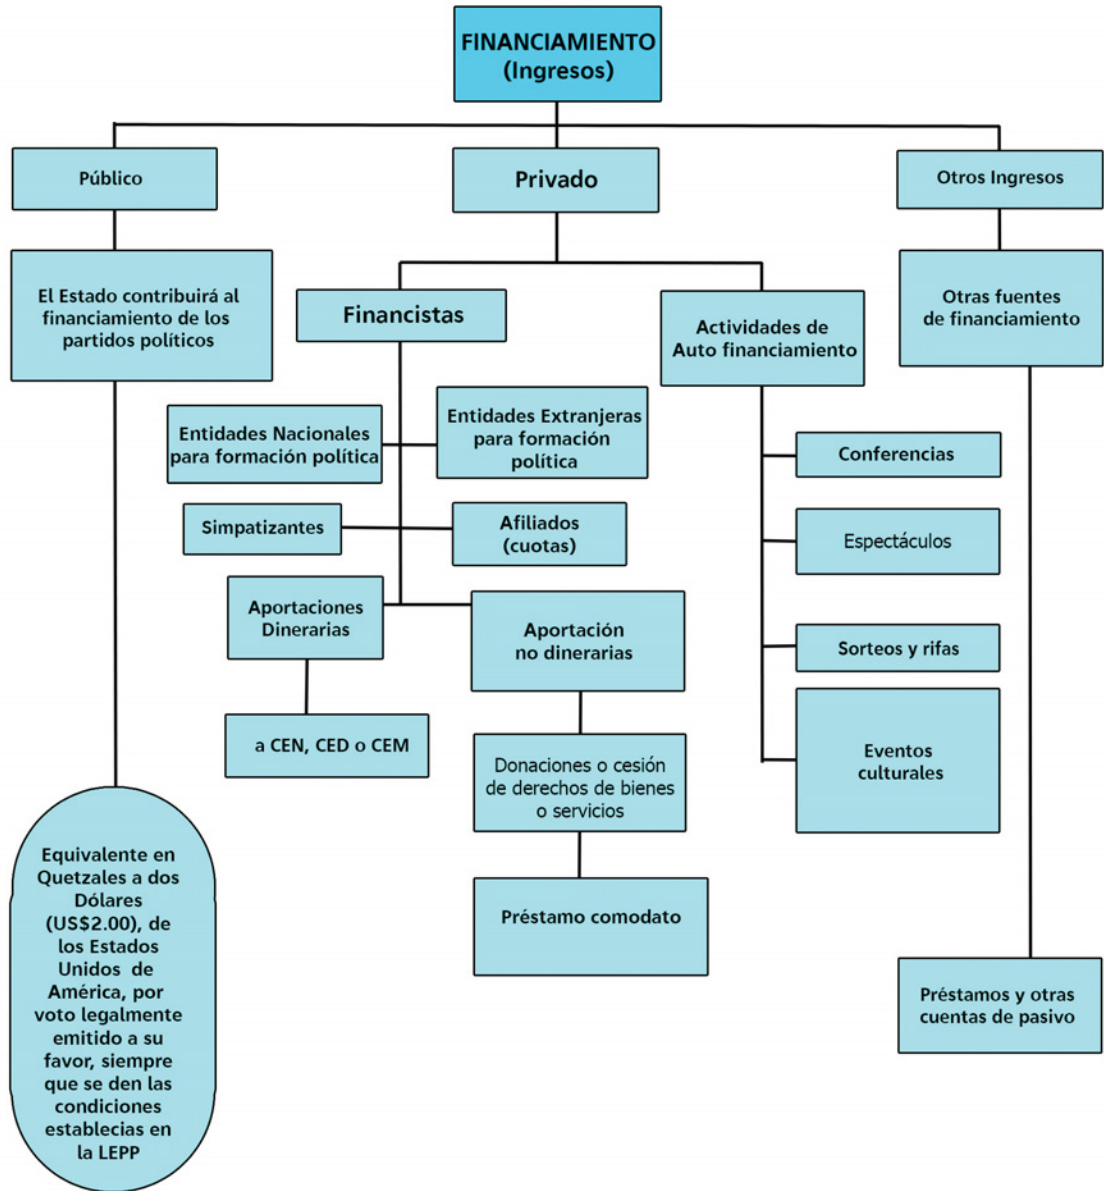 FINANCIAMIENTO
(Ingresos)
Público
Privado
Otros Ingresos
El Estado contribuirá al
financiamiento de los
partidos políticos
Financistas
Actividades de
Auto financiamiento
Otras fuentes
de financiamiento
Entidades Nacionales
para formación política
Entidades Extranjeras
para formación
política
Conferencias
Simpatizantes
Afiliados
(cuotas)
Espectáculos
Aportaciones
Dinerarias
Aportación
no dinerarias
Sorteos y rifas
a CEN, CED o CEM
Donaciones o cesión
de derechos de bienes
o servicios
Eventos
culturales
Préstamo comodato
Equivalente en
Quetzales a dos
Dólares
(US$2.00), de
los Estados
Unidos de
América, por
voto legalmente
emitido a su
favor, siempre
que se den las
condiciones
establecias en
la LEPP
Préstamos y otras
cuentas de pasivo